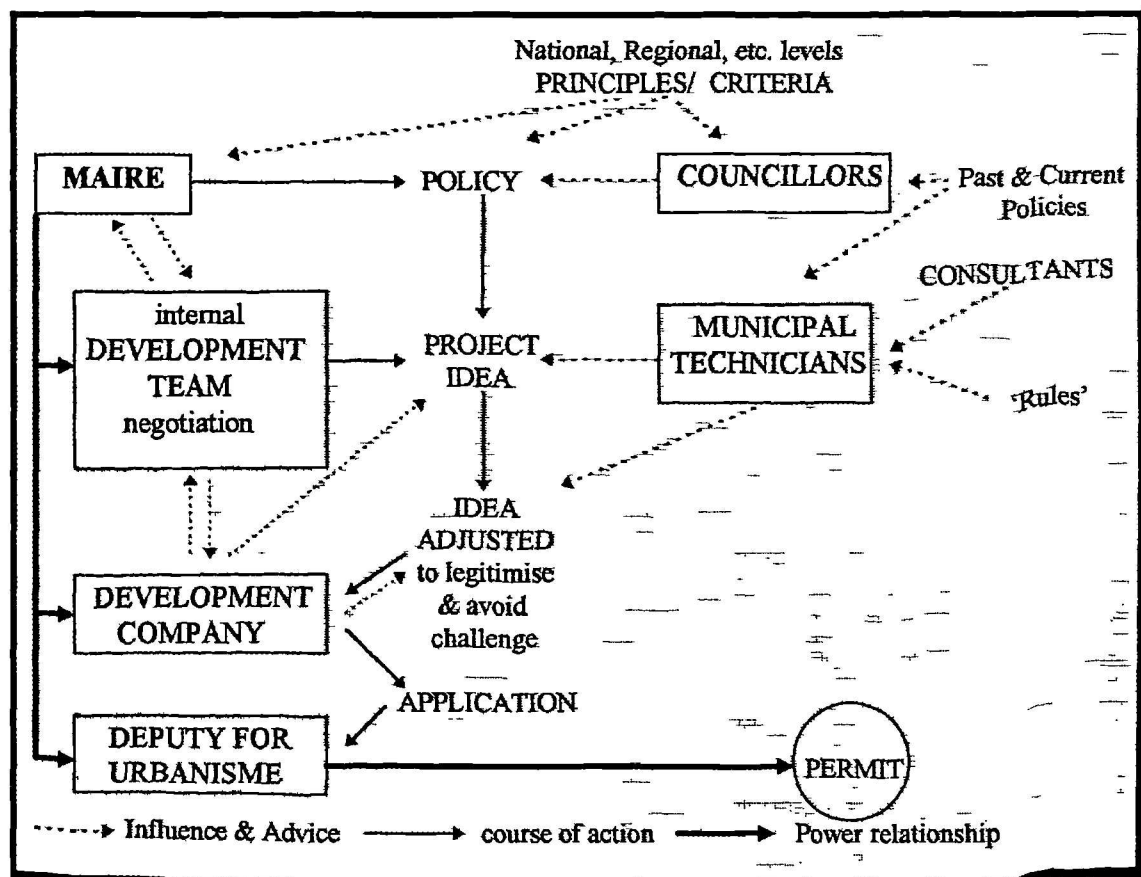 National, Regional, etc. levels
PRINCIPLES/ CRITERIA
MAIRE
POLICY
COUNCILLORS
Past & Current
Policies
CONSULTANTS
internal
DEVELOPMENT
TEAM
negotiation
PROJECT
IDEA
MUNICIPAL
TECHNICIANS
'Rules'
IDEA
ADJUSTED
to legitimise
& avoid
challenge
DEVELOPMENT
COMPANY
APPLICATION
DEPUTY FOR
URBANISME
PERMIT
Influence & Advice
course of action
Power relationship